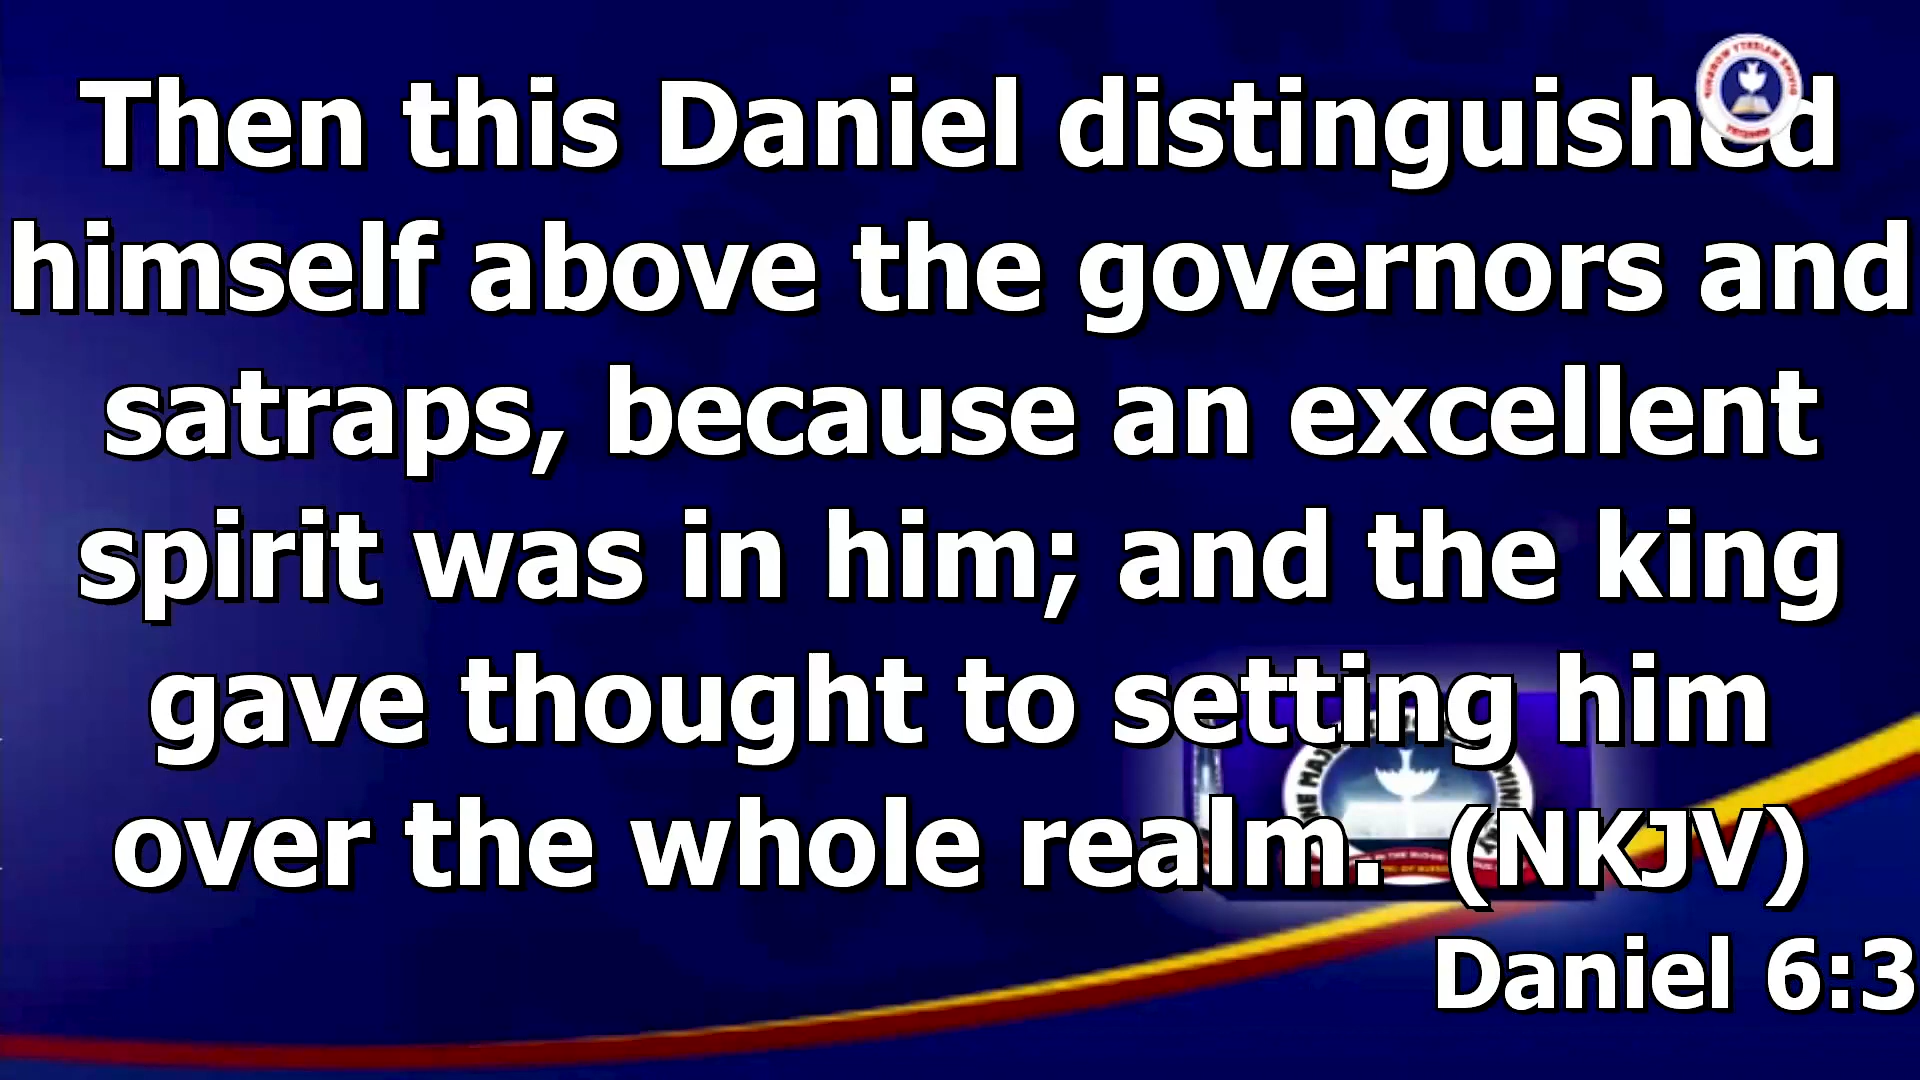 Then this Daniel distinguished
himself above the governors and
satraps, because an excellent
spirit was in him; and the king
gave thought to setting him
over the whole realm. (NKJV)
Daniel 6:3